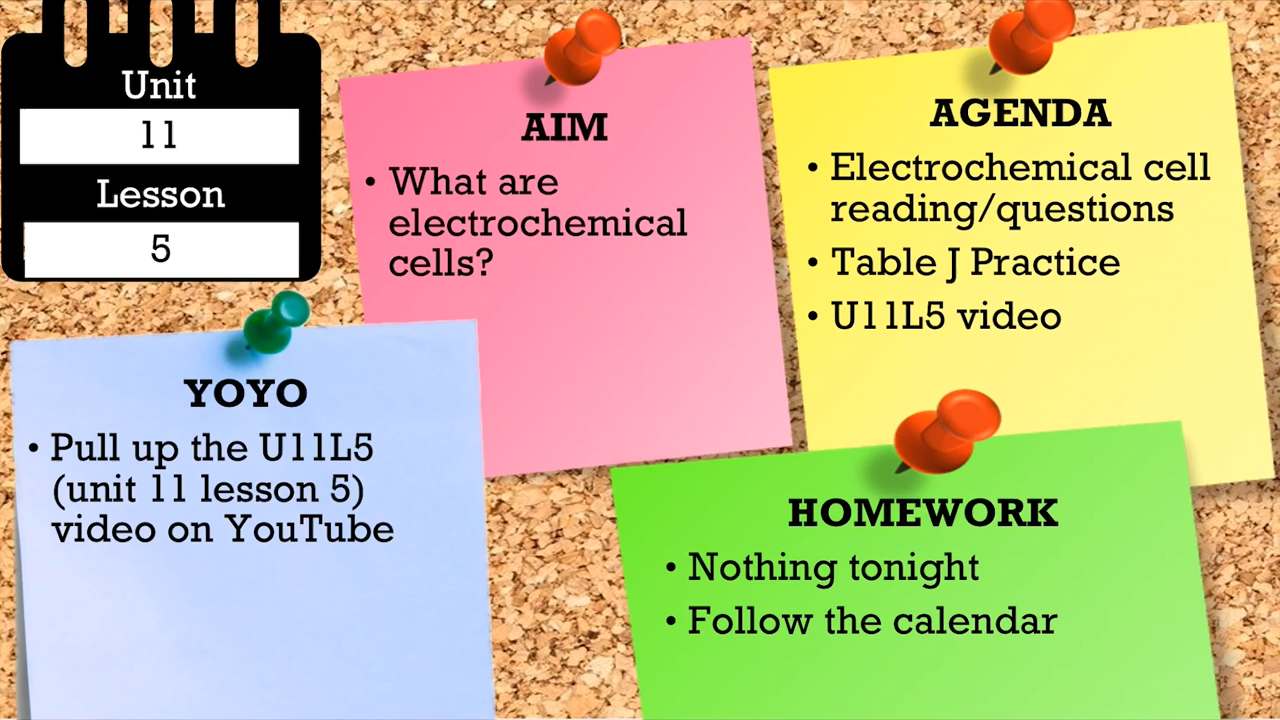 Unit
11
Lesson
5
AIM
• What are
electrochemical
cells?
AGENDA
• Electrochemical cell
reading/questions
• Table J Practice
• U11L5 video
YOYO
• Pull up the U11L5
(unit 11 lesson 5)
video on YouTube
HOMEWORK
• Nothing tonight
• Follow the calendar